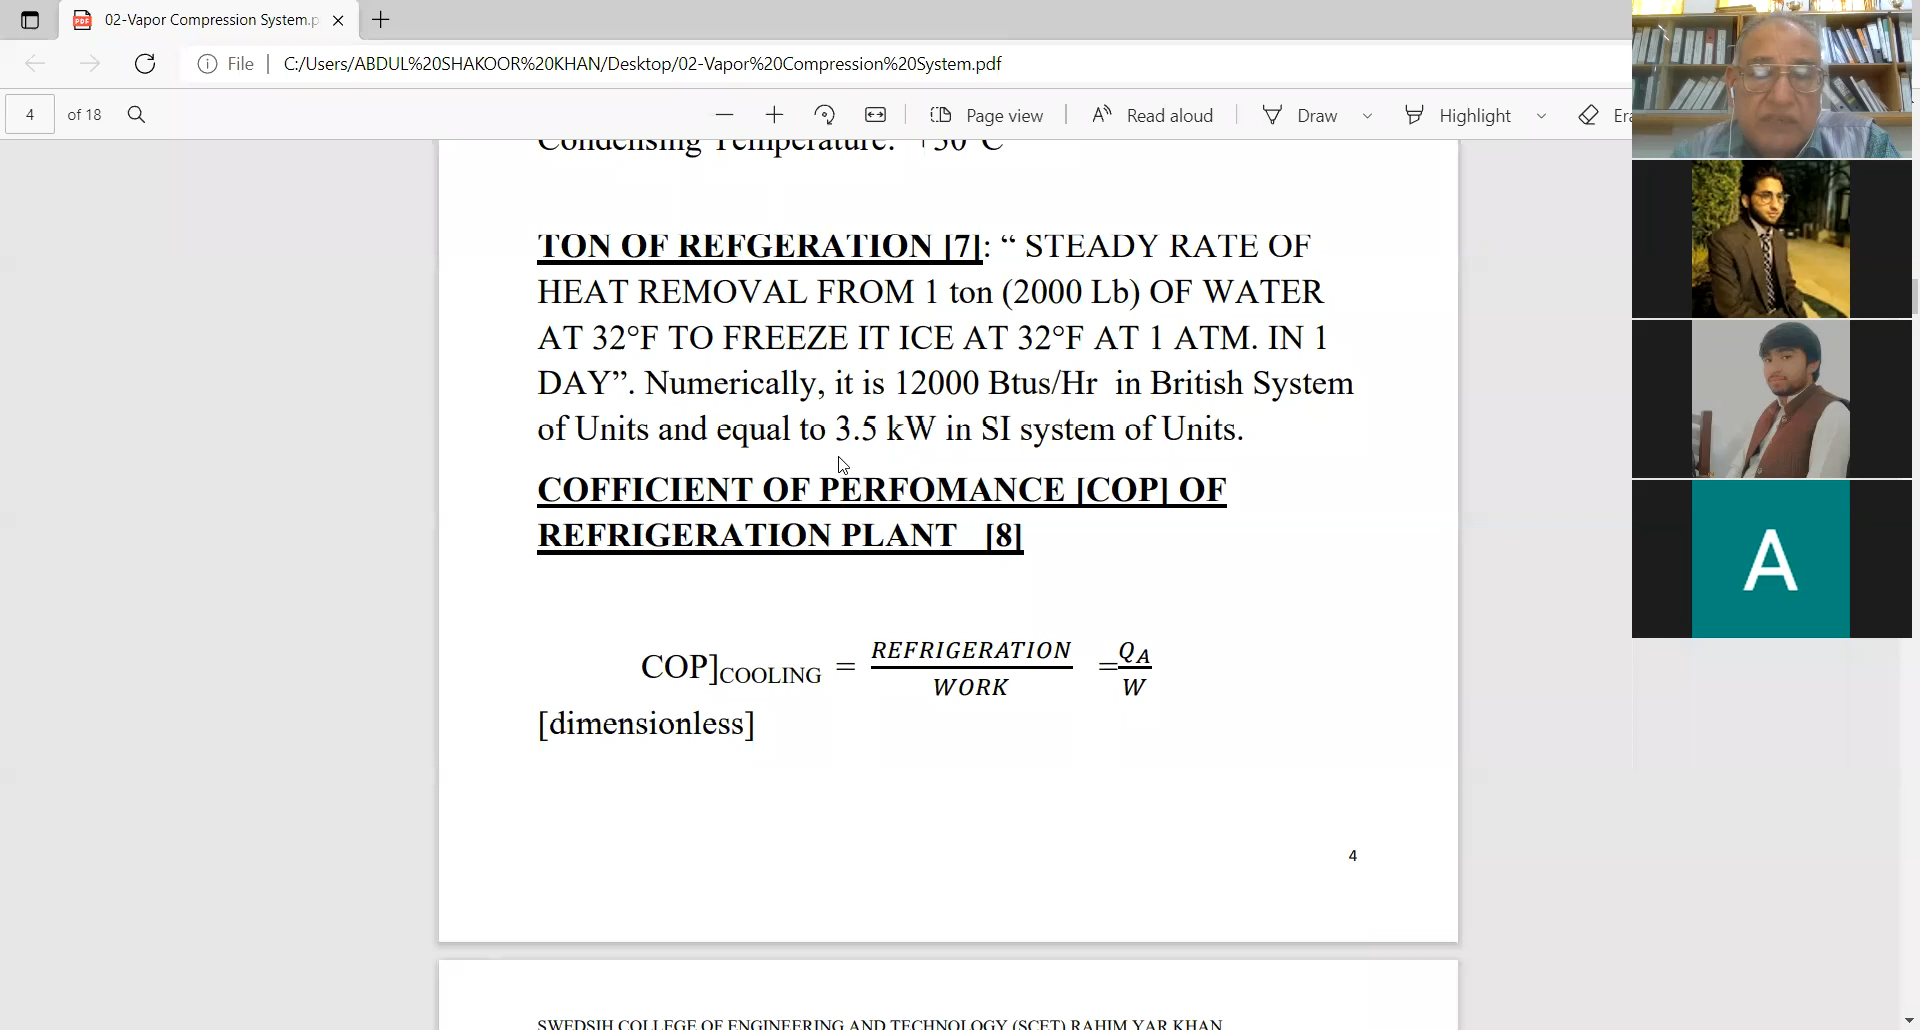 02-Vapor Compression System.p
File
C:/Users/ABDUL%20SHAKOOR%20KHAN/Desktop/02-Vapor%20Compression%20System.pdf
4 of 18
Page view
Read aloud
Draw
Highlight
Era
Condensing Temperature: +30°C
TON OF REFGERATION [7]: “ STEADY RATE OF
HEAT REMOVAL FROM 1 ton (2000 Lb) OF WATER
AT 32°F TO FREEZE IT ICE AT 32°F AT 1 ATM. IN 1
DAY”. Numerically, it is 12000 Btus/Hr in British System
of Units and equal to 3.5 kW in SI system of Units.
COFFICIENT OF PERFOMANCE [COP] OF
REFRIGERATION PLANT [8]
COP]COOLING = REFRIGERATION/WORK =QA/W
[dimensionless]
4
SWEDSIH COLLEGE OF ENGINEERING AND TECHNOLOGY (SCET) RAHIM YAR KHAN
A